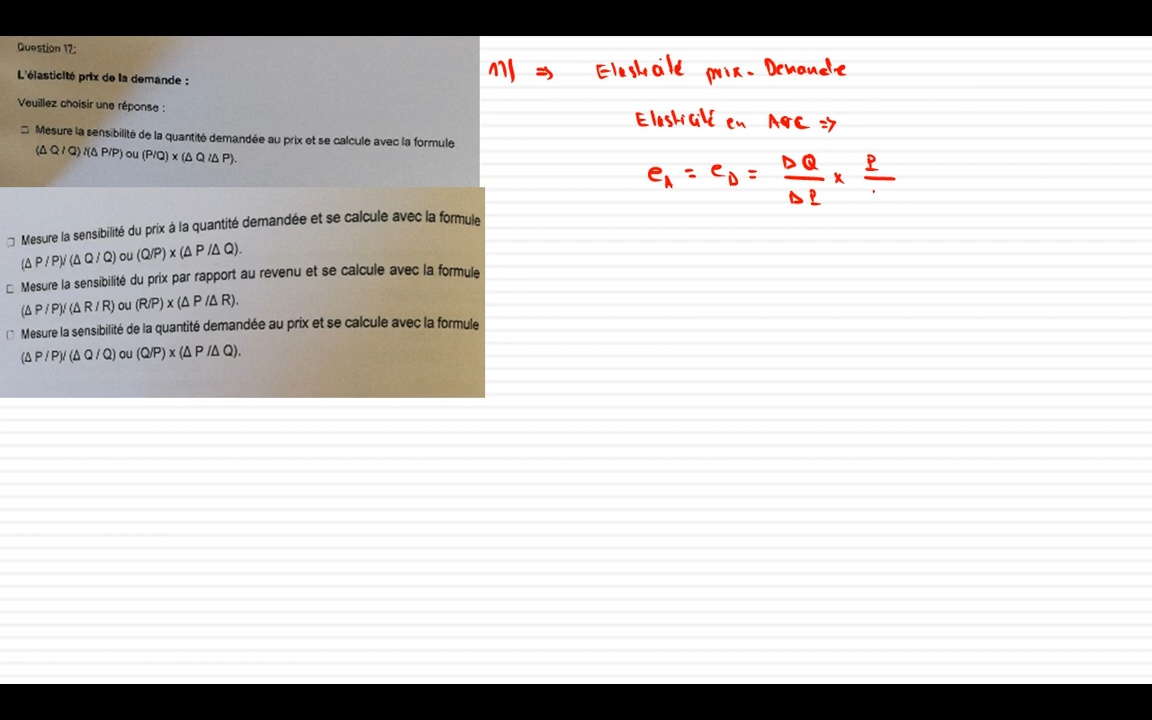 Question 17:
L'élasticité prix de la demande :
Veuillez choisir une réponse :
□ Mesure la sensibilité de la quantité demandée au prix et se calcule avec la formule
(Δ Q / Q) /(Δ P/P) ou (P/Q) x (Δ Q /Δ P).
□ Mesure la sensibilité du prix à la quantité demandée et se calcule avec la formule
(Δ P / P)/ (Δ Q / Q) ou (Q/P) x (Δ P /Δ Q).
□ Mesure la sensibilité du prix par rapport au revenu et se calcule avec la formule
(Δ P / P)/ (Δ R / R) ou (R/P) x (Δ P /Δ R).
□ Mesure la sensibilité de la quantité demandée au prix et se calcule avec la formule
(Δ P / P)/ (Δ Q / Q) ou (Q/P) x (Δ P /Δ Q).
17/ ⇒ Elasticité prix-Demande
Elasticité en ARC ⇒
e_A = e_D = ΔQ/ΔP × P/